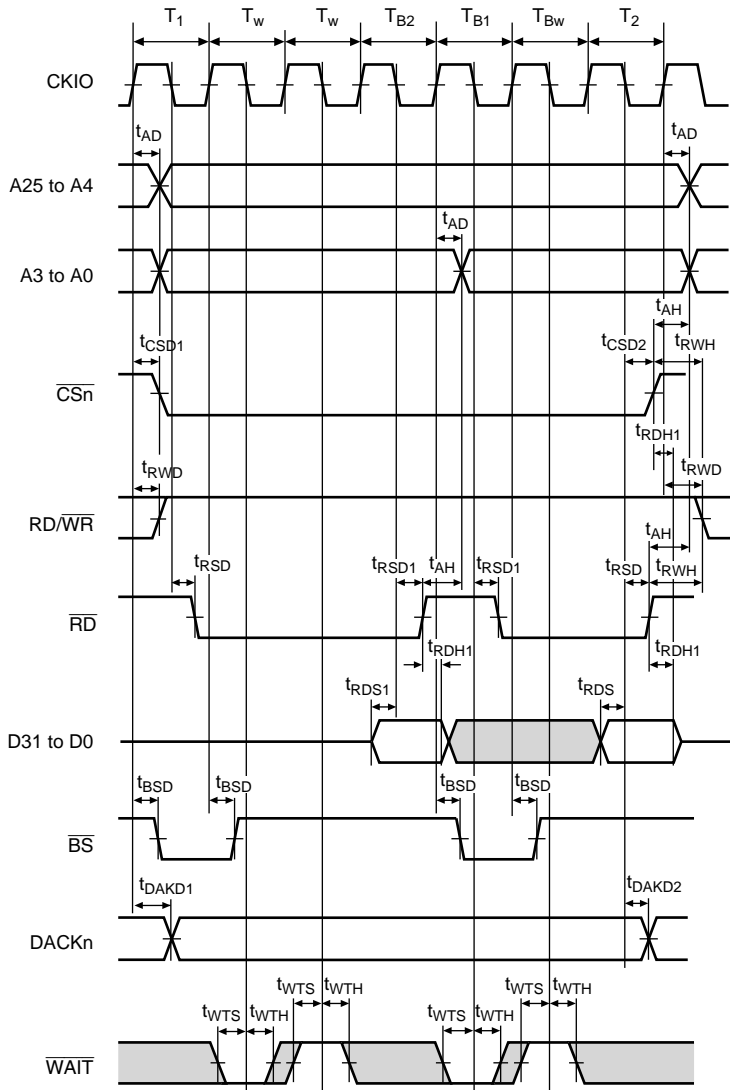 T1 Tw Tw TB2 TB1 TBw T2
CKIO
tAD tAD
A25 to A4
tAD
A3 to A0
tAH
tCSD1 tCSD2 tRWH
CSn
tRDH1
tRWD tRWD
RD/WR
tAH
tRSD tRSD1 tAH tRSD1 tRSD tRWH
RD
tRDH1 tRDH1
tRDS1 tRDS
D31 to D0
tBSD tBSD tBSD tBSD
BS
tDAKD1 tDAKD2
DACKn
tWTS tWTH tWTS tWTH
tWTS tWTH tWTS tWTH
WAIT